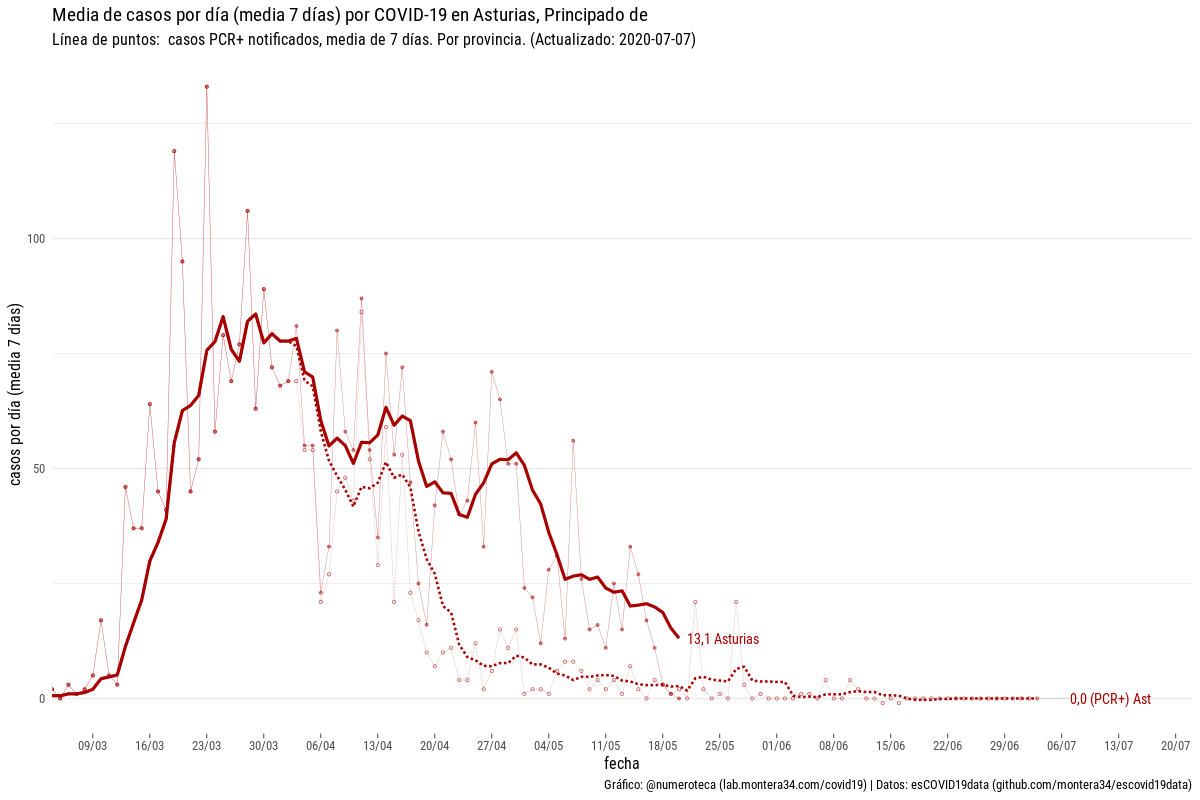 Media de casos por día (media 7 días) por COVID-19 en Asturias, Principado de
Línea de puntos:  casos PCR+ notificados, media de 7 días. Por provincia. (Actualizado: 2020-07-07)
casos por día (media 7 días)
100
50
0
13,1 Asturias
0,0 (PCR+) Ast
09/03 16/03 23/03 30/03 06/04 13/04 20/04 27/04 04/05 11/05 18/05 25/05 01/06 08/06 15/06 22/06 29/06 06/07 13/07 20/07
fecha
Gráfico: @numeroteca (lab.montera34.com/covid19) | Datos: esCOVID19data (github.com/montera34/escovid19data)